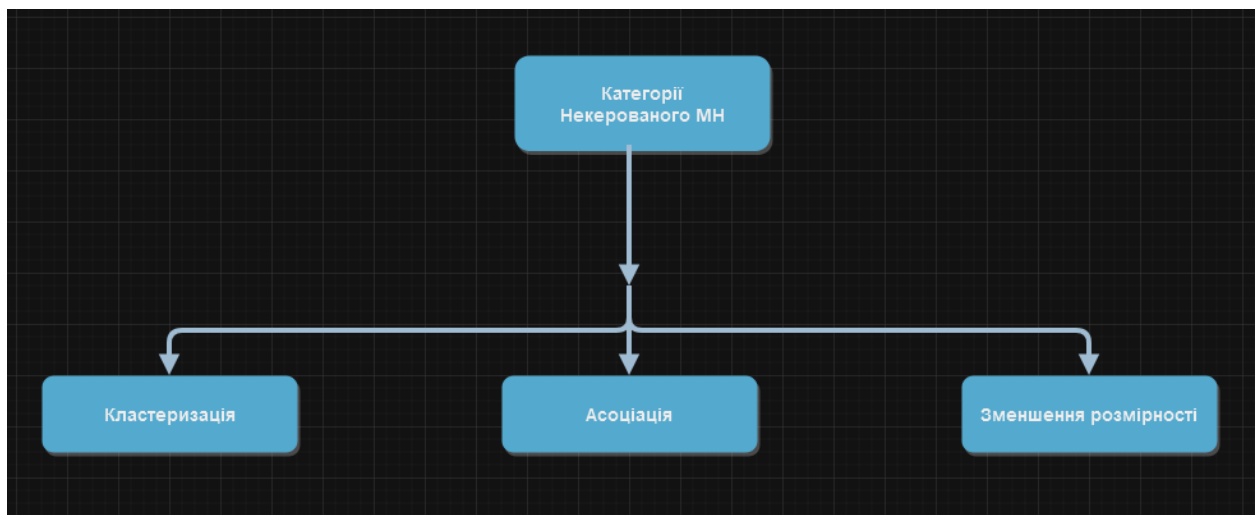 Категорії
Некерованого МН
Кластеризація
Асоціація
Зменшення розмірності